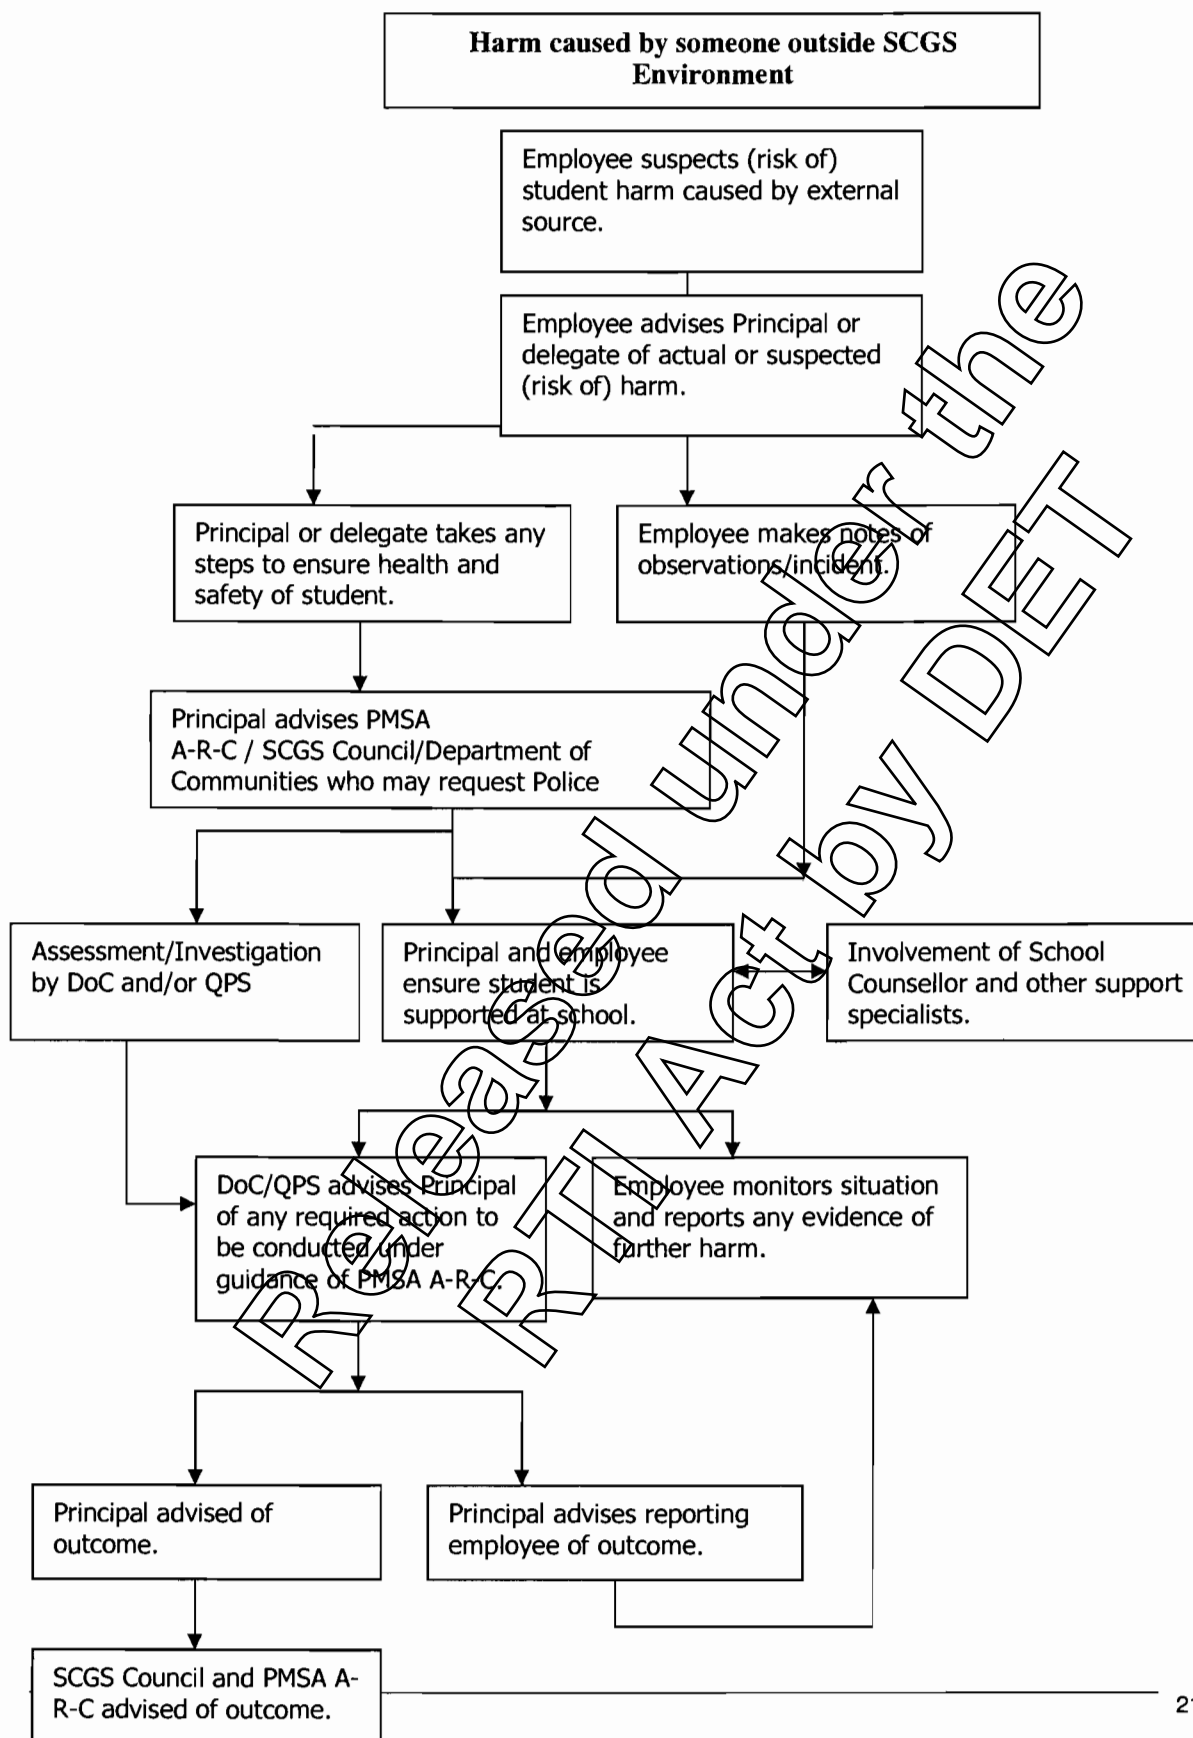 Harm caused by someone outside SCGS
Environment
Employee suspects (risk of)
student harm caused by external
source.
Employee advises Principal or
delegate of actual or suspected
(risk of) harm.
Principal or delegate takes any
steps to ensure health and
safety of student.
Employee makes notes of
observations/incident.
Principal advises PMSA
A-R-C / SCGS Council/Department of
Communities who may request Police
Assessment/Investigation
by DoC and/or QPS
Principal and employee
ensure student is
supported at school.
Involvement of School
Counsellor and other support
specialists.
DoC/QPS advises Principal
of any required action to
be conducted under
guidance of PMSA A-R-C.
Employee monitors situation
and reports any evidence of
further harm.
Principal advised of
outcome.
Principal advises reporting
employee of outcome.
SCGS Council and PMSA A-
R-C advised of outcome.
Released under the
RTI Act by DET